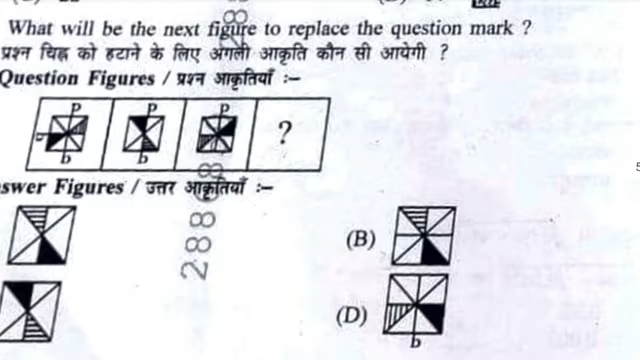 What will be the next figure to replace the question mark ?
प्रश्न चिह्न को हटाने के लिए अगली आकृति कौन सी आयेगी ?
Question Figures / प्रश्न आकृतियाँ :–
P P P
?
b b
swer Figures / उत्तर आकृतियाँ :–
(B)
(D)
b